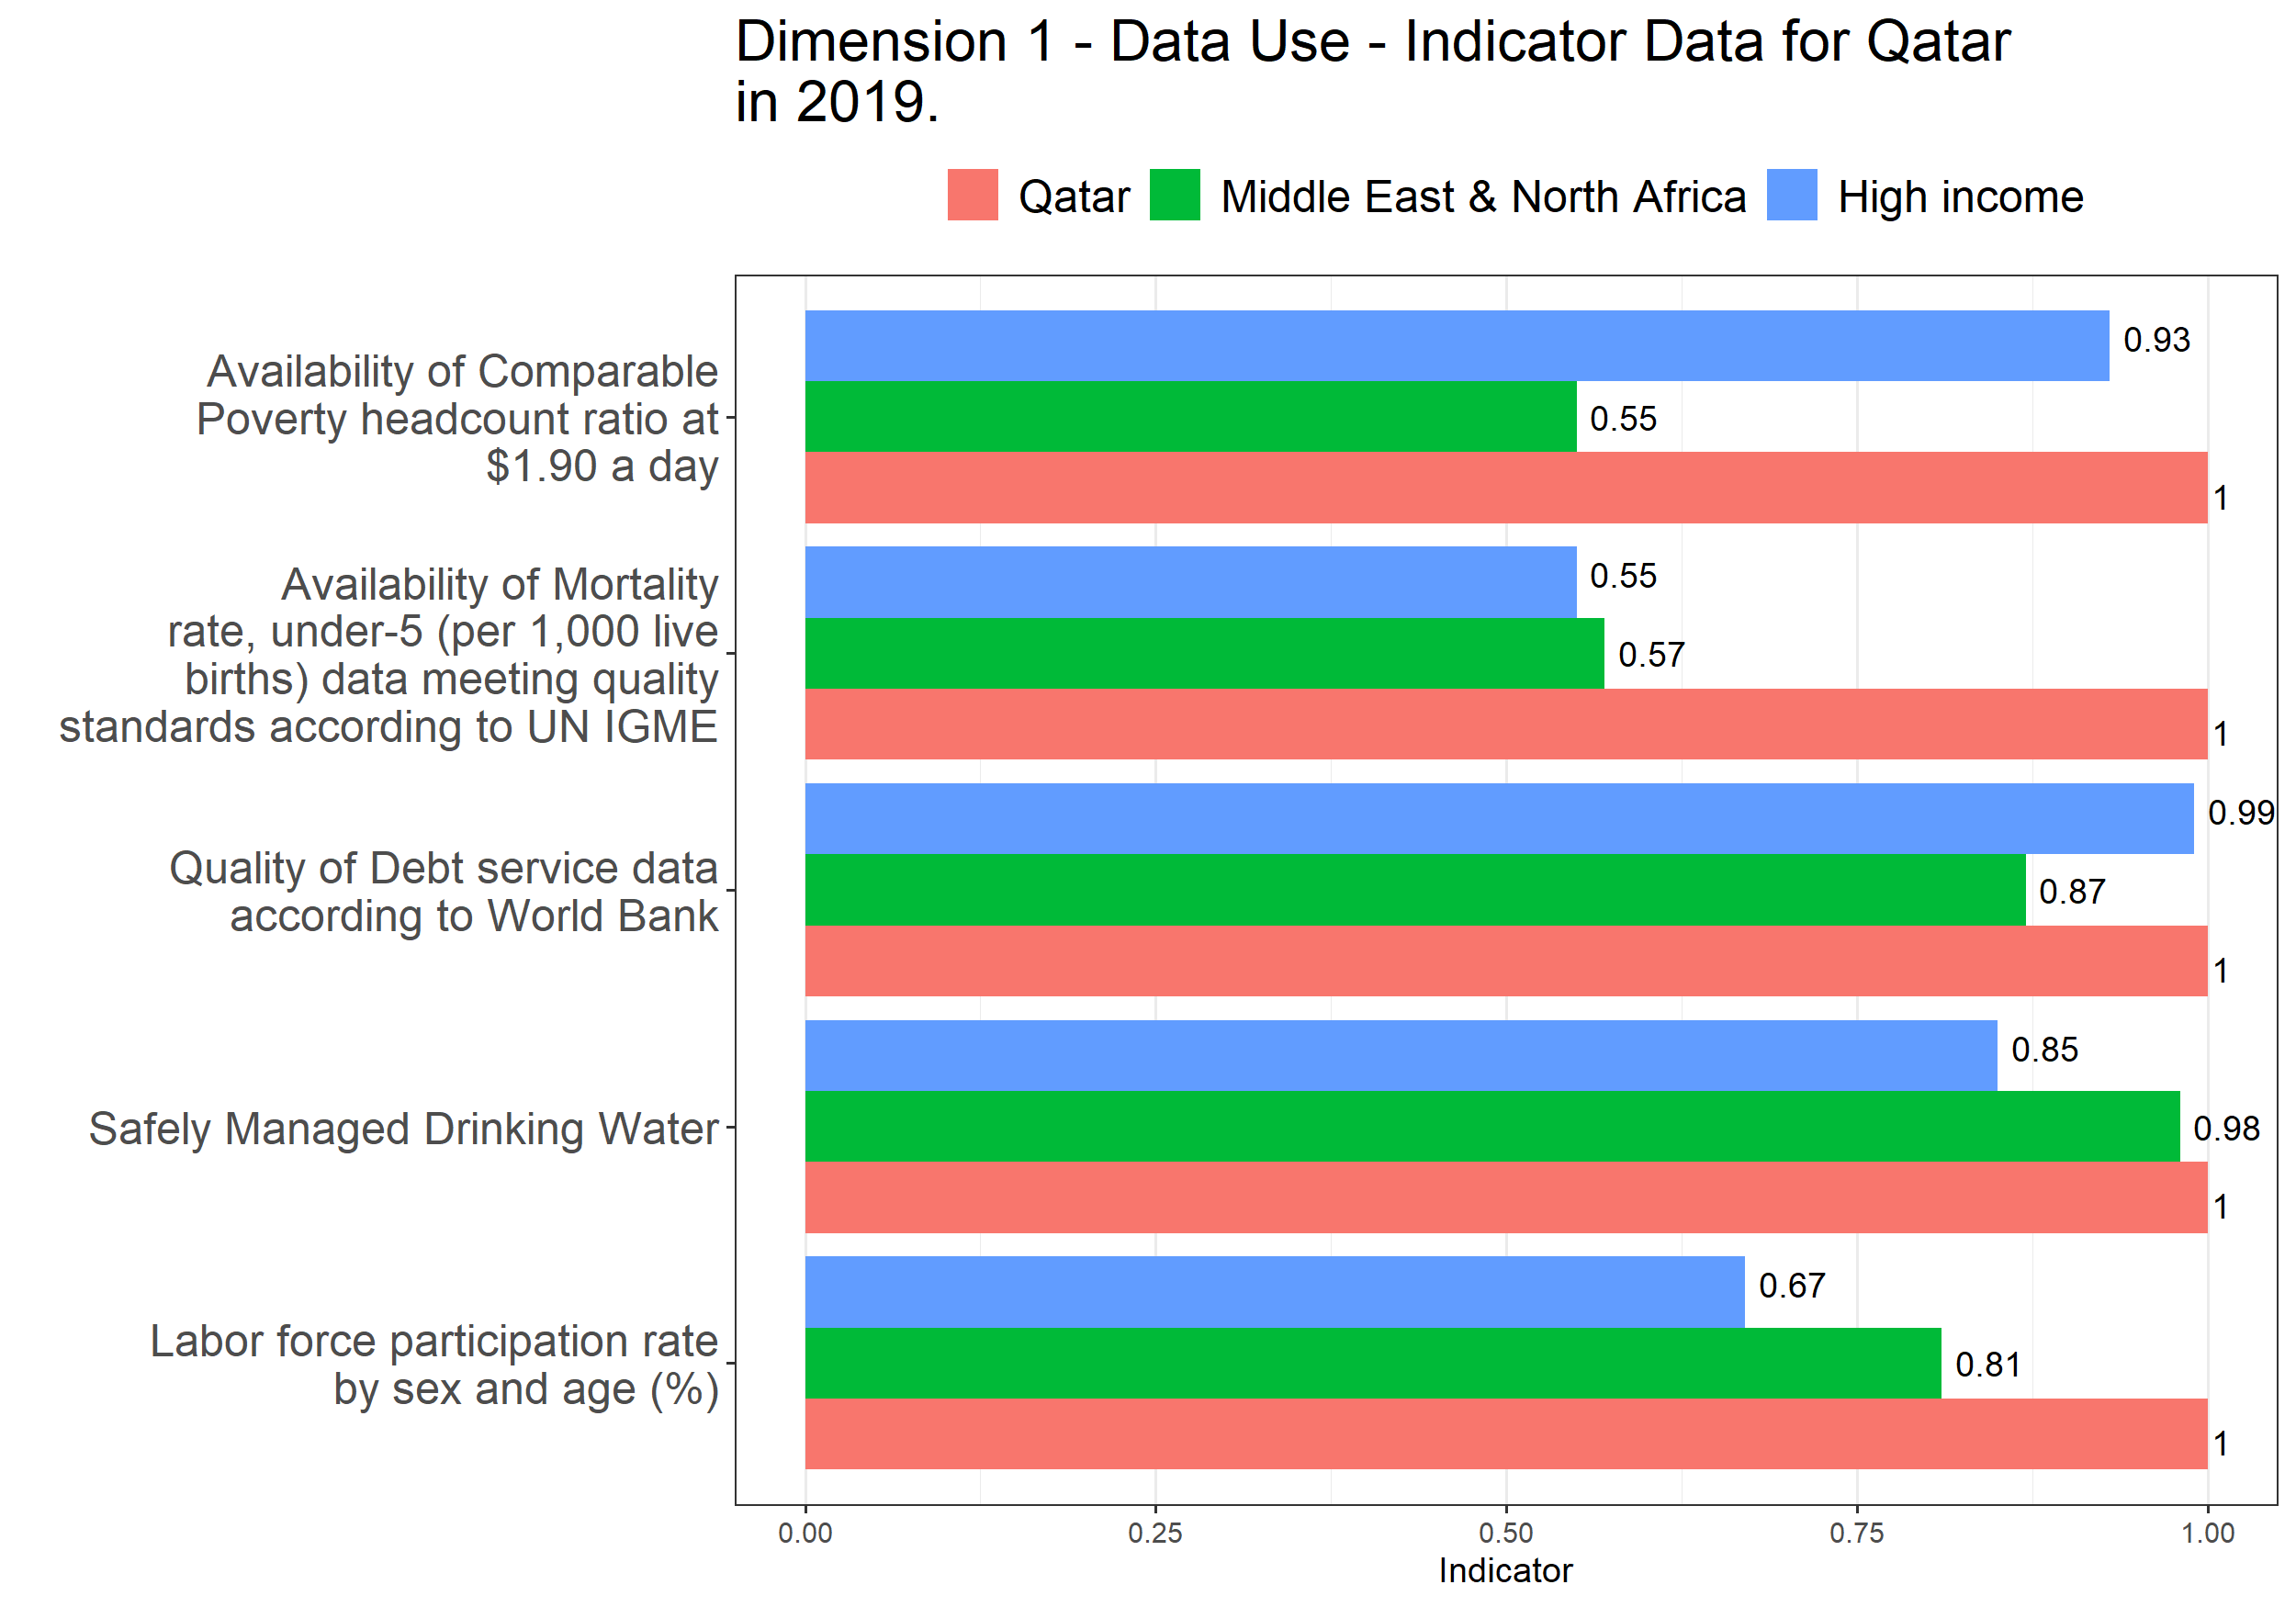 Dimension 1 - Data Use - Indicator Data for Qatar
in 2019.
Qatar
Middle East & North Africa
High income
Availability of Comparable
Poverty headcount ratio at
$1.90 a day
0.93
0.55
1
Availability of Mortality
rate, under-5 (per 1,000 live
births) data meeting quality
standards according to UN IGME
0.55
0.57
1
Quality of Debt service data
according to World Bank
0.99
0.87
1
Safely Managed Drinking Water
0.85
0.98
1
Labor force participation rate
by sex and age (%)
0.67
0.81
1
0.00
0.25
0.50
0.75
1.00
Indicator